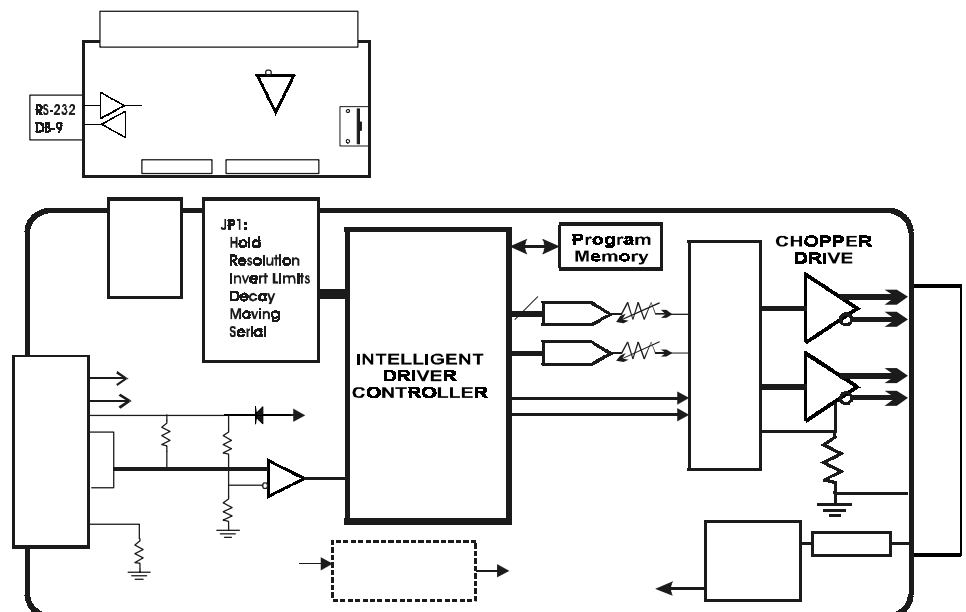 RS-232
DB-9
JP1:
Hold
Resolution
Invert Limits
Decay
Moving
Serial
Program
Memory
CHOPPER
DRIVE
INTELLIGENT
DRIVER
CONTROLLER